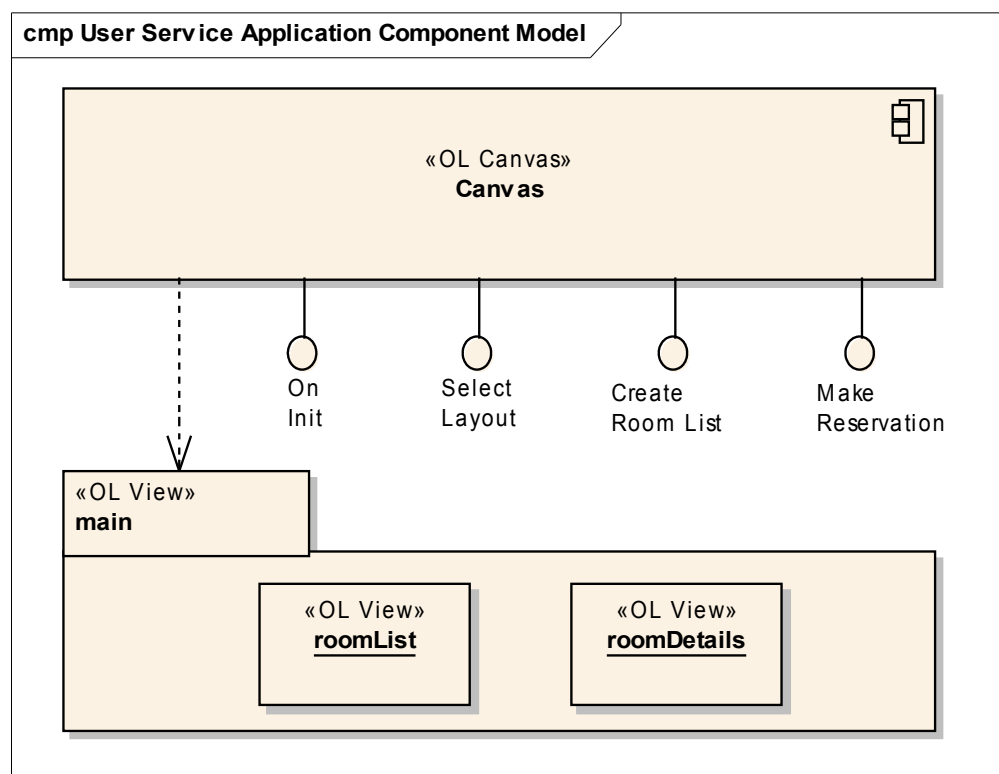 cmp User Service Application Component Model
«OL Canvas»
Canvas
On
Init
Select
Layout
Create
Room List
Make
Reservation
«OL View»
main
«OL View»
roomList
«OL View»
roomDetails